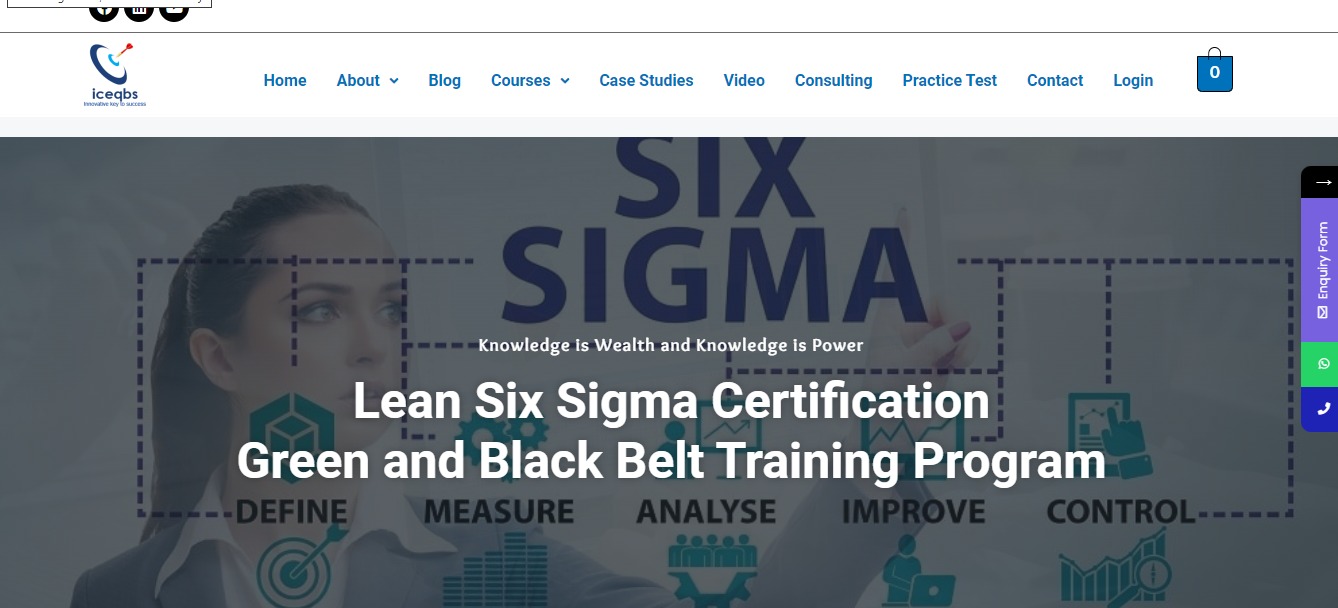 iceqbs
Innovative key to success
Home
About
Blog
Courses
Case Studies
Video
Consulting
Practice Test
Contact
Login
0
SIX
SIGMA
→
Enquiry Form
Knowledge is Wealth and Knowledge is Power
Lean Six Sigma Certification
Green and Black Belt Training Program
DEFINE
MEASURE
ANALYSE
IMPROVE
CONTROL